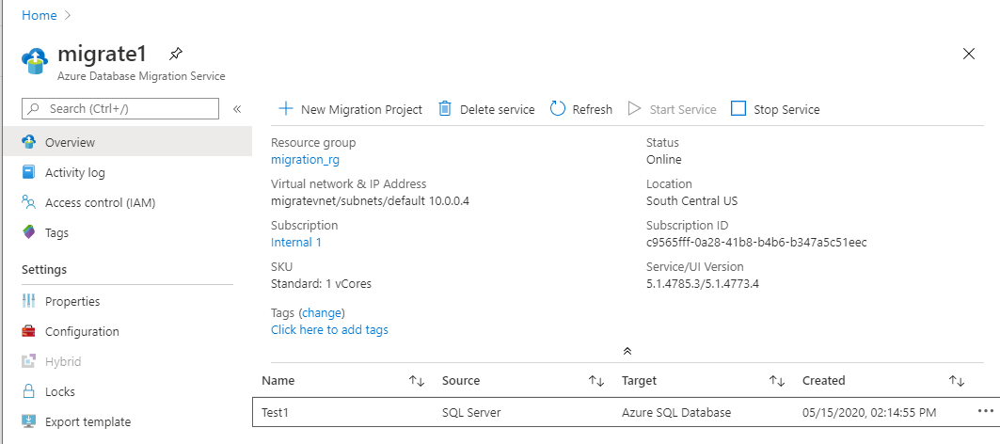 Home
migrate1
Azure Database Migration Service
Search (Ctrl+/)
Overview
Activity log
Access control (IAM)
Tags
Settings
Properties
Configuration
Hybrid
Locks
Export template
New Migration Project Delete service Refresh Start Service Stop Service
Resource group
migration_rg
Virtual network & IP Address
migratevnet/subnets/default 10.0.0.4
Subscription
Internal 1
SKU
Standard: 1 vCores
Tags (change)
Click here to add tags
Status
Online
Location
South Central US
Subscription ID
c9565fff-0a28-41b8-b4b6-b347a5c51eec
Service/UI Version
5.1.4785.3/5.1.4773.4
Name Source Target Created
Test1 SQL Server Azure SQL Database 05/15/2020, 02:14:55 PM